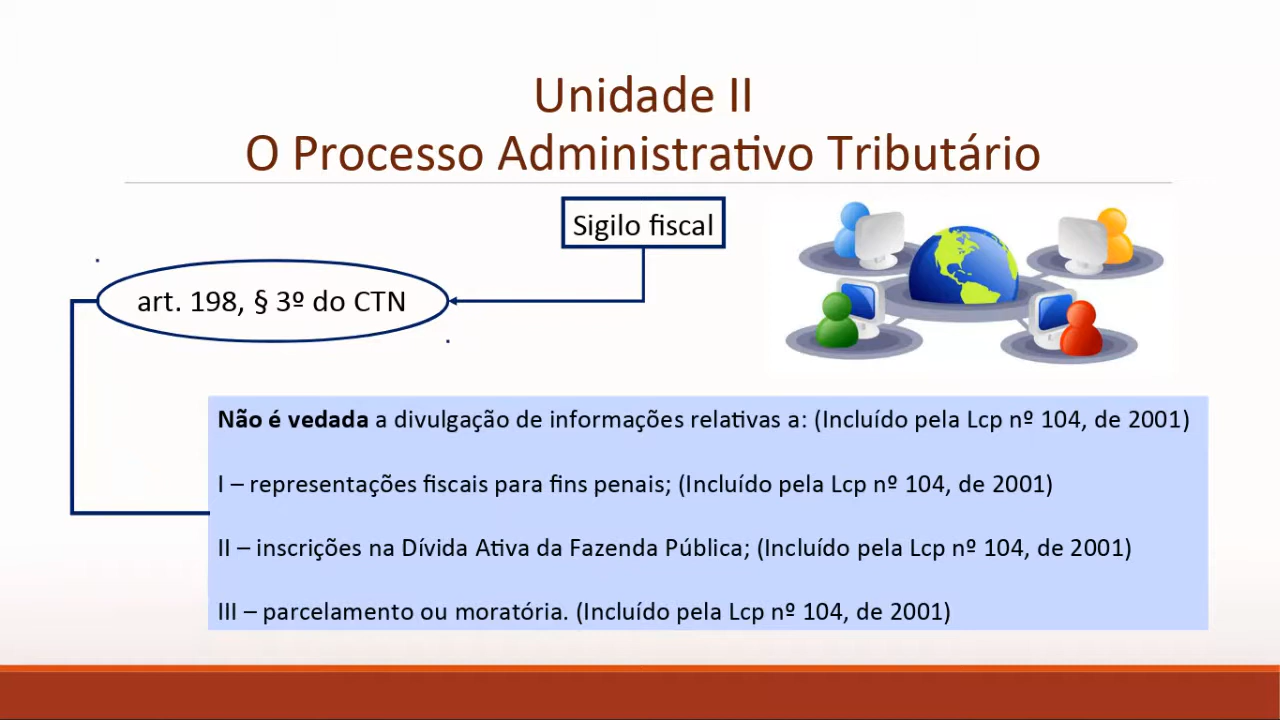 Unidade II
O Processo Administrativo Tributário
Sigilo fiscal
art. 198, § 3º do CTN
Não é vedada a divulgação de informações relativas a: (Incluído pela Lcp nº 104, de 2001)
I – representações fiscais para fins penais; (Incluído pela Lcp nº 104, de 2001)
II – inscrições na Dívida Ativa da Fazenda Pública; (Incluído pela Lcp nº 104, de 2001)
III – parcelamento ou moratória. (Incluído pela Lcp nº 104, de 2001)